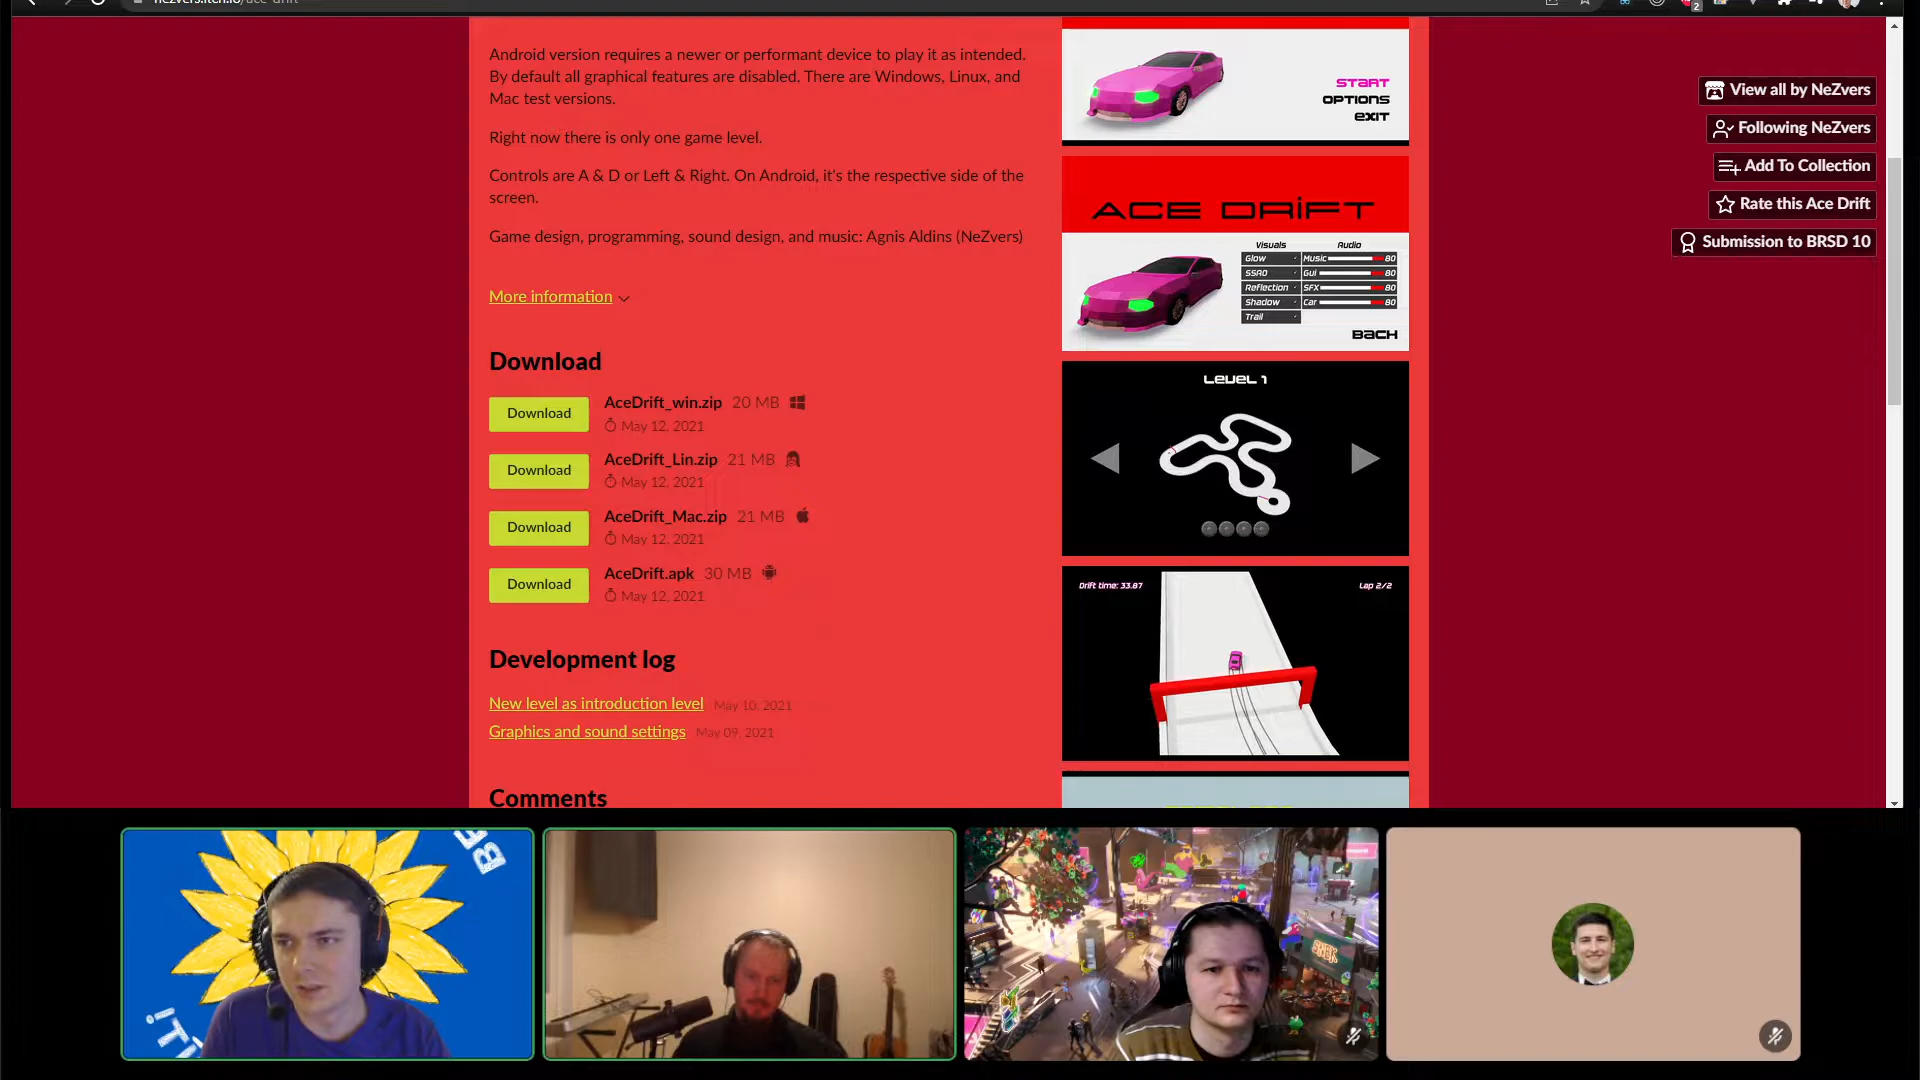 nezvers.itch.io/ace-drift
2
Android version requires a newer or performant device to play it as intended.
By default all graphical features are disabled. There are Windows, Linux, and
Mac test versions.
Right now there is only one game level.
Controls are A & D or Left & Right. On Android, it's the respective side of the
screen.
Game design, programming, sound design, and music: Agnis Aldins (NeZvers)
More information
Download
Download AceDrift_win.zip 20 MB
May 12, 2021
Download AceDrift_Lin.zip 21 MB
May 12, 2021
Download AceDrift_Mac.zip 21 MB
May 12, 2021
Download AceDrift.apk 30 MB
May 12, 2021
Development log
New level as introduction level May 10, 2021
Graphics and sound settings May 09, 2021
Comments
START
OPTIONS
EXIT
ACE DRIFT
Visuals Audio
Glow Music 80
SSAO Gui 80
Reflection SFX 80
Shadow Car 80
Trail
BACK
LEVEL 1
Drift time: 33.87 Lap 2/2
View all by NeZvers
Following NeZvers
Add To Collection
Rate this Ace Drift
Submission to BRSD 10